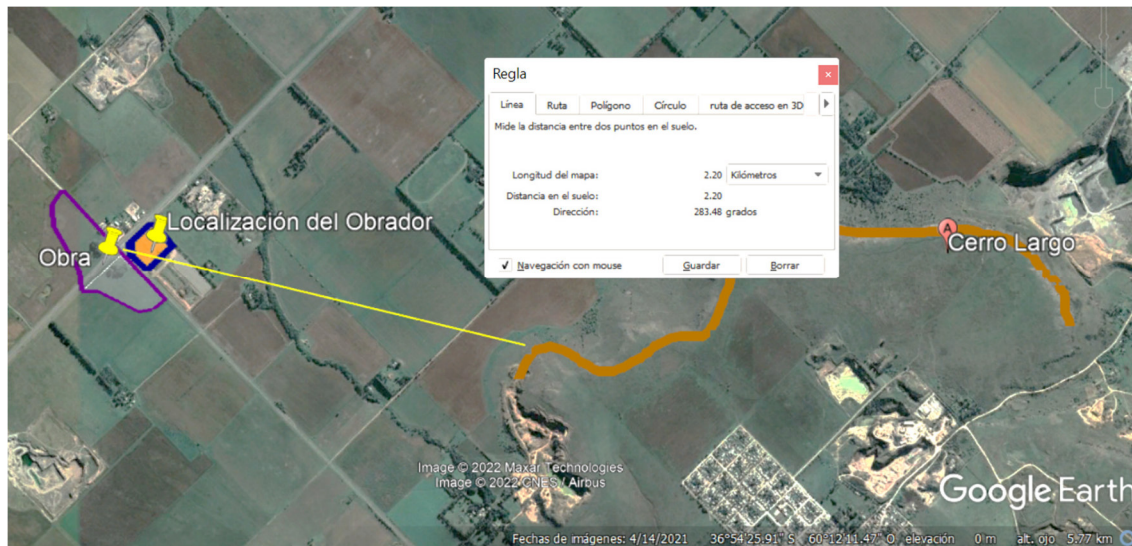 Regla
Línea Ruta Polígono Círculo ruta de acceso en 3D
Mide la distancia entre dos puntos en el suelo.
Longitud del mapa: 2.20 Kilómetros
Distancia en el suelo: 2.20
Dirección: 283.48 grados
Navegación con mouse Guardar Borrar
Localización del Obrador
Obra
A
Cerro Largo
Image © 2022 Maxar Technologies
Image © 2022 CNES / Airbus
Google Earth
Fechas de imágenes: 4/14/2021 36°54'25.91" S 60°12'11.47" O elevación 0 m alt. ojo 5.77 km